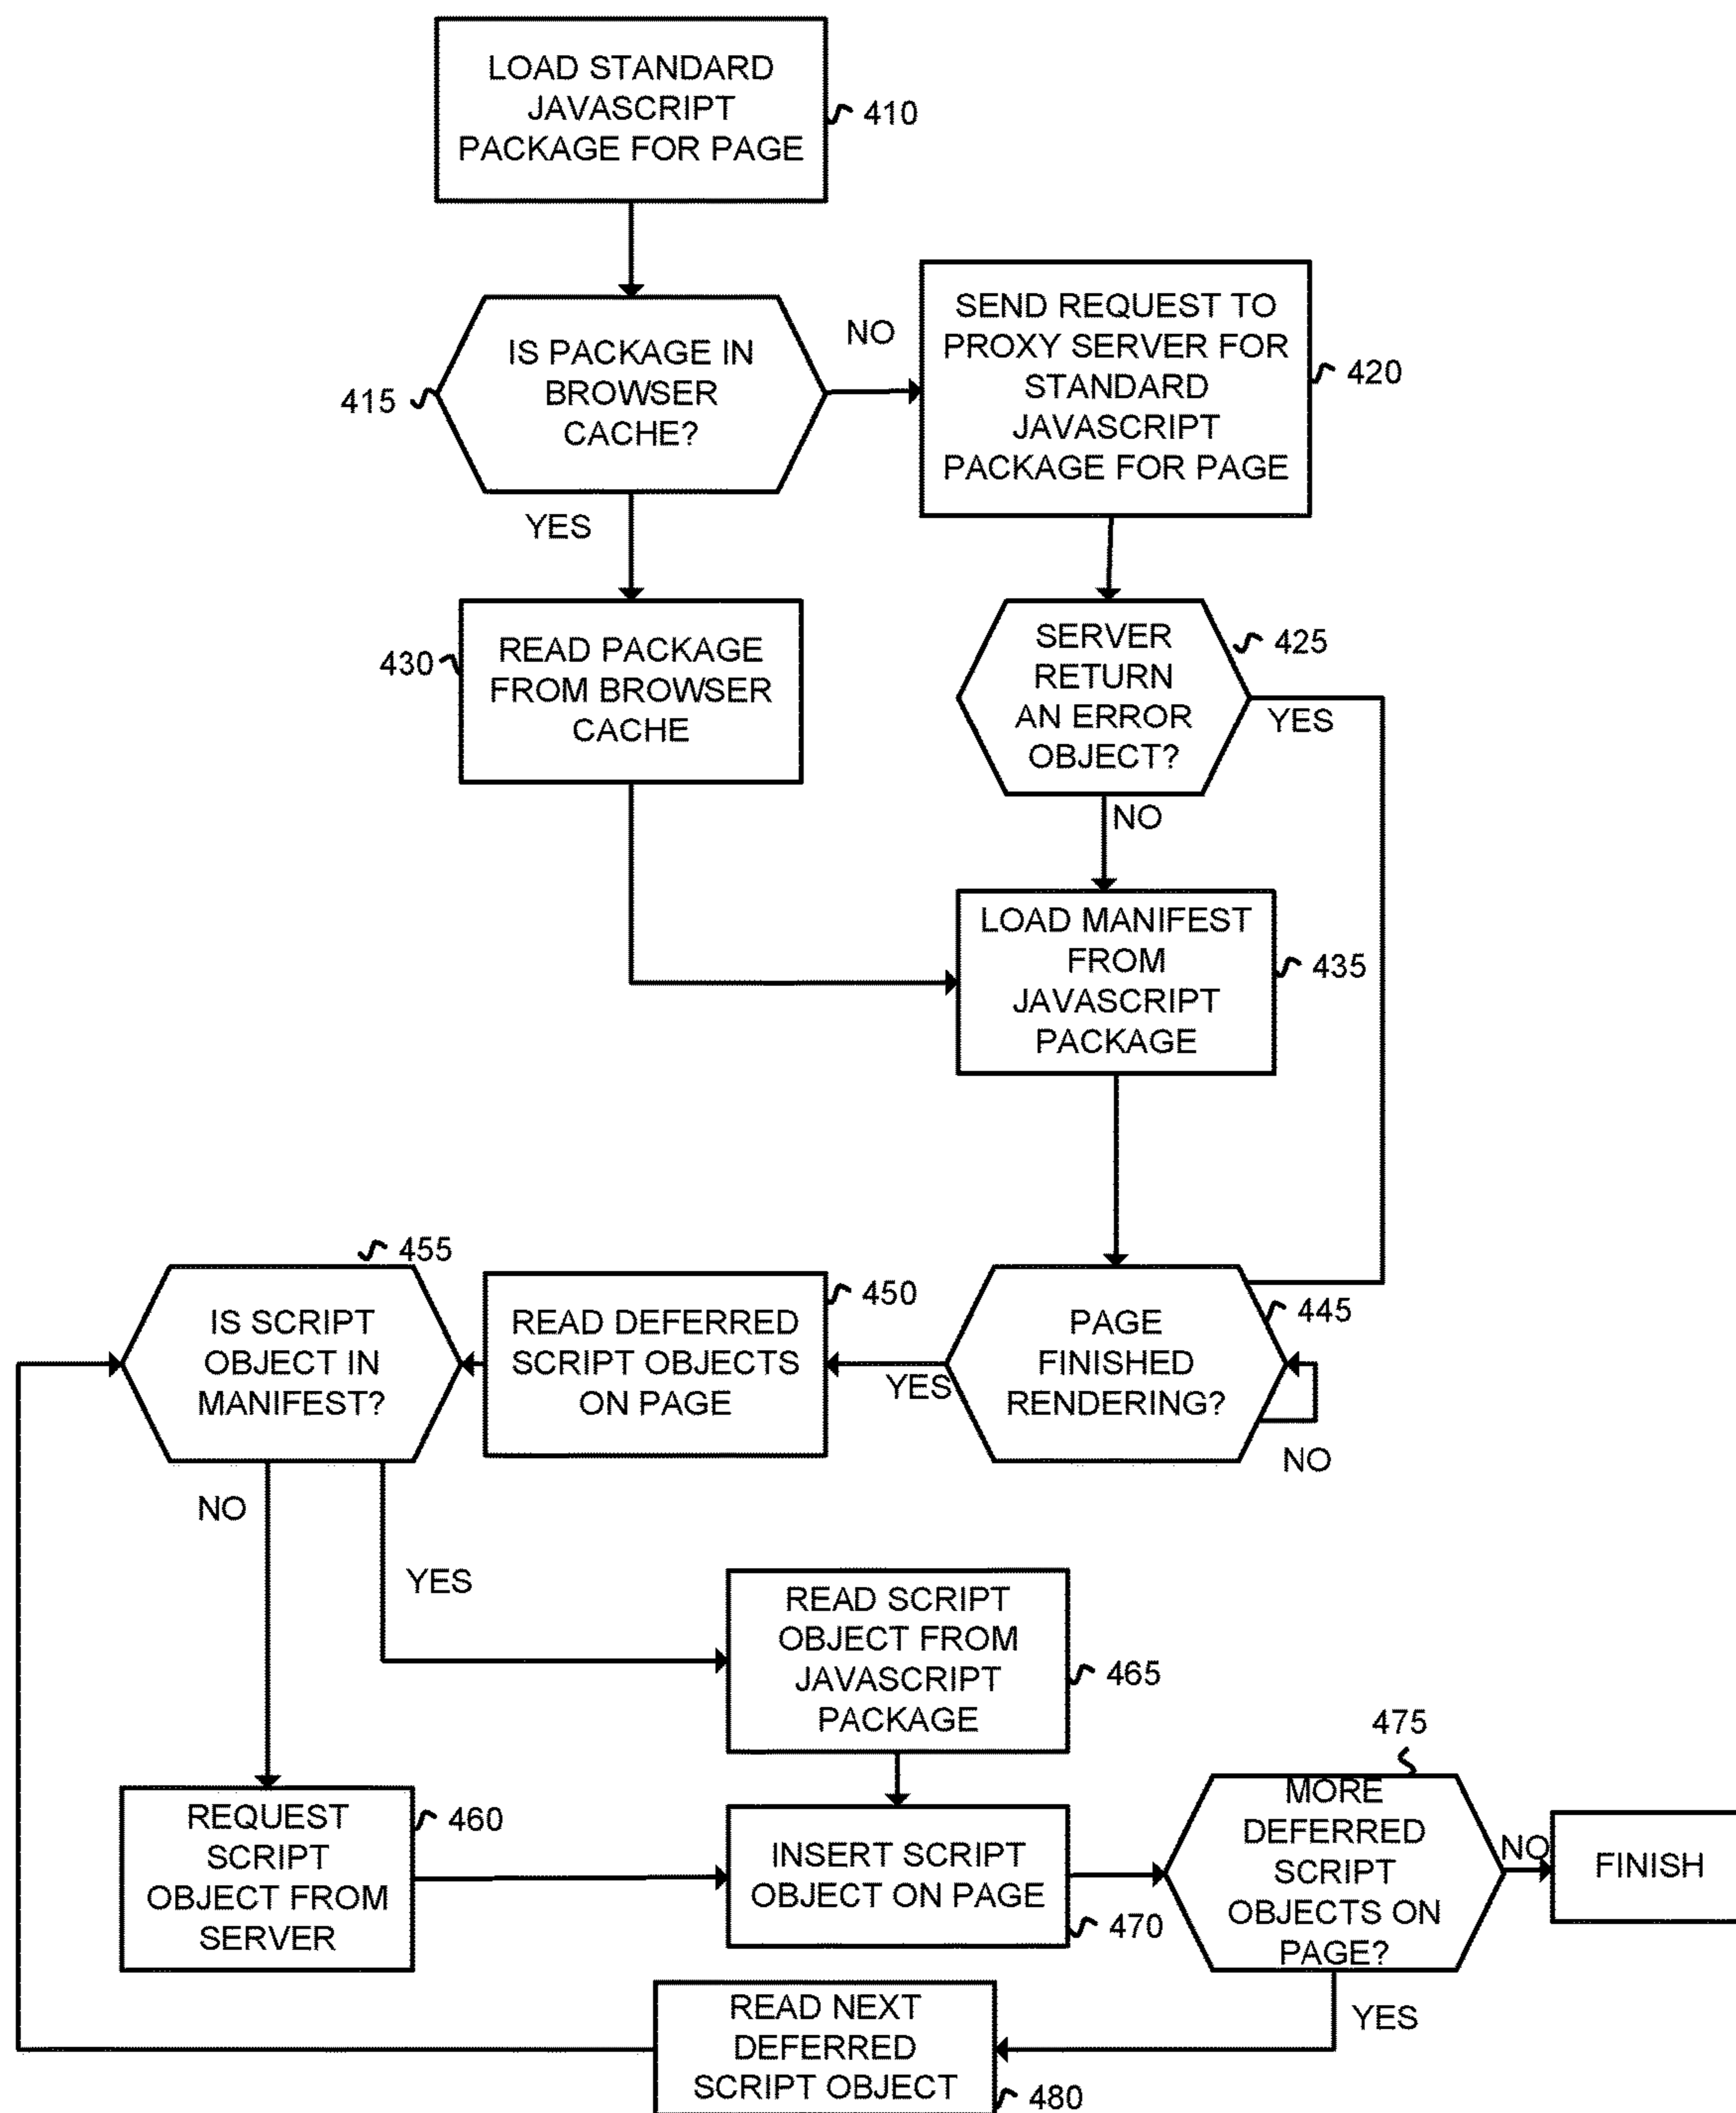 LOAD STANDARD
JAVASCRIPT
PACKAGE FOR PAGE
410
IS PACKAGE IN
BROWSER
CACHE?
415
NO
SEND REQUEST TO
PROXY SERVER FOR
STANDARD
JAVASCRIPT
PACKAGE FOR PAGE
420
YES
READ PACKAGE
FROM BROWSER
CACHE
430
SERVER
RETURN
AN ERROR
OBJECT?
425
YES
NO
LOAD MANIFEST
FROM
JAVASCRIPT
PACKAGE
435
PAGE
FINISHED
RENDERING?
445
NO
YES
READ DEFERRED
SCRIPT OBJECTS
ON PAGE
450
IS SCRIPT
OBJECT IN
MANIFEST?
455
NO
YES
READ SCRIPT
OBJECT FROM
JAVASCRIPT
PACKAGE
465
REQUEST
SCRIPT
OBJECT FROM
SERVER
460
INSERT SCRIPT
OBJECT ON PAGE
470
475
MORE
DEFERRED
SCRIPT
OBJECTS ON
PAGE?
NO
FINISH
YES
READ NEXT
DEFERRED
SCRIPT OBJECT
480